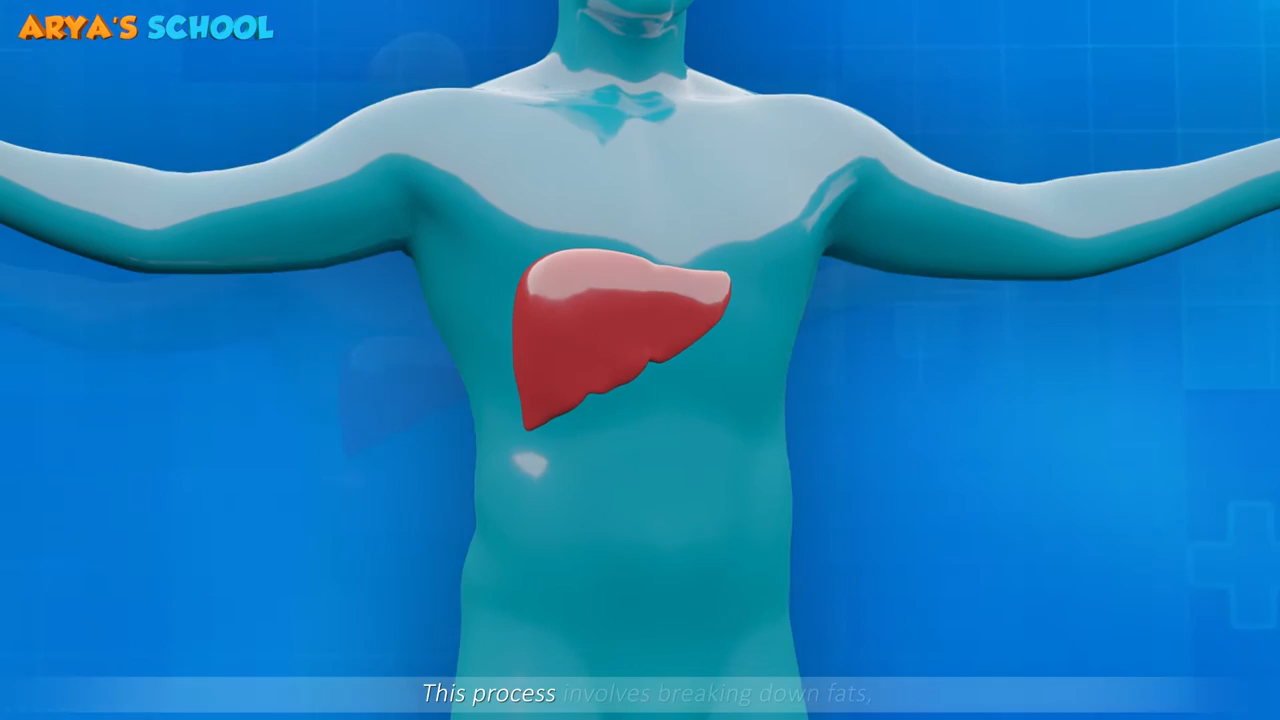 ARYA'S SCHOOL
This process involves breaking down fats,